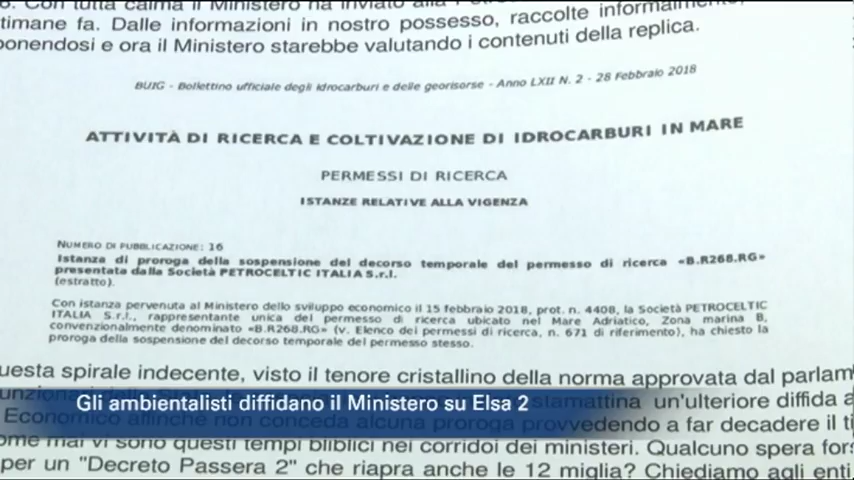 Con tutta calma il Ministero ha inviato alla
timane fa. Dalle informazioni in nostro possesso, raccolte informalmente,
ponendosi e ora il Ministero starebbe valutando i contenuti della replica.
BUIG - Bollettino ufficiale degli idrocarburi e delle georisorse - Anno LXII N. 2 - 28 Febbraio 2018
ATTIVITÀ DI RICERCA E COLTIVAZIONE DI IDROCARBURI IN MARE
PERMESSI DI RICERCA
ISTANZE RELATIVE ALLA VIGENZA
NUMERO DI PUBBLICAZIONE: 16
Istanza di proroga della sospensione del decorso temporale del permesso di ricerca «B.R268.RG»
presentata dalla Società PETROCELTIC ITALIA S.r.l.
(estratto).
Con istanza pervenuta al Ministero dello sviluppo economico il 15 febbraio 2018, prot. n. 4408, la Società PETROCELTIC
ITALIA S.r.l., rappresentante unica del permesso di ricerca ubicato nel Mare Adriatico, Zona marina B,
convenzionalmente denominato «B.R268.RG» (v. Elenco dei permessi di ricerca, n. 671 di riferimento), ha chiesto la
proroga della sospensione del decorso temporale del permesso stesso.
uesta spirale indecente, visto il tenore cristallino della norma approvata dal parlam
stamattina un'ulteriore diffida a
Gli ambientalisti diffidano il Ministero su Elsa 2
Economico affinché non conceda alcuna proroga provvedendo a far decadere il ti
ome mai vi sono questi tempi biblici nei corridoi dei ministeri. Qualcuno spera fors
per un "Decreto Passera 2" che riapra anche le 12 miglia? Chiediamo agli enti,